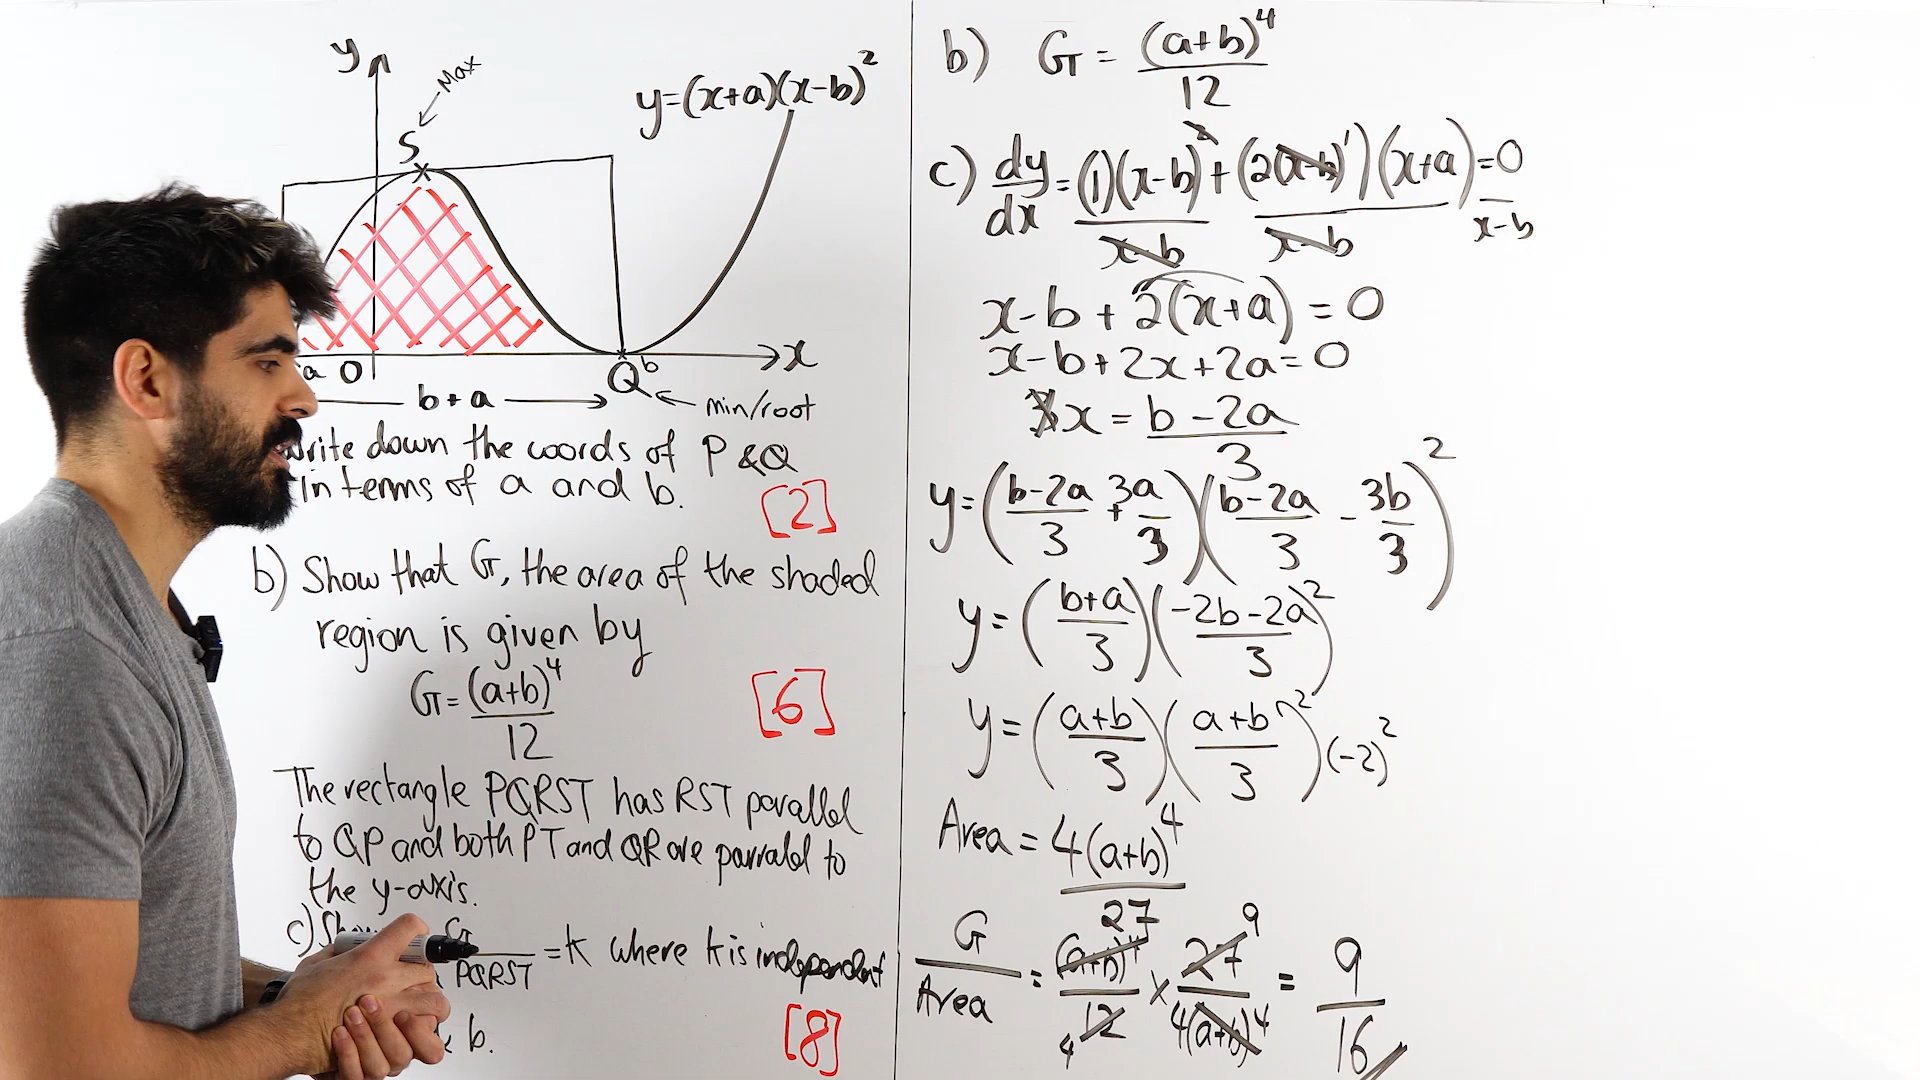 y
Max
S
y=(x+a)(x-b)²
a O
Q b
x
b+a
min/root
Write down the coords of P & Q
in terms of a and b.
[2]
b) Show that G, the area of the shaded
region is given by
G = (a+b)⁴/12
[6]
The rectangle PQRST has RST parallel
to QP and both PT and QR are parralel to
the y-axis.
c) Show G/PQRST = K where k is independent
& b.
[8]
b) G = (a+b)⁴/12
c) dy/dx = (1)(x-b)²/x-b + (2(x-b)¹)(x+a)/x-b = 0/x-b
x-b+2(x+a) = 0
x-b+2x+2a=0
3x = b-2a/3
y=(b-2a/3 + 3a/3)(b-2a/3 - 3b/3)²
y=(b+a/3)(-2b-2a/3)²
y=(a+b/3)(a+b/3)²(-2)²
Area = 4(a+b)⁴/27
G/Area = (a+b)⁴/12 4 × 27 9/4(a+b)⁴ = 9/16